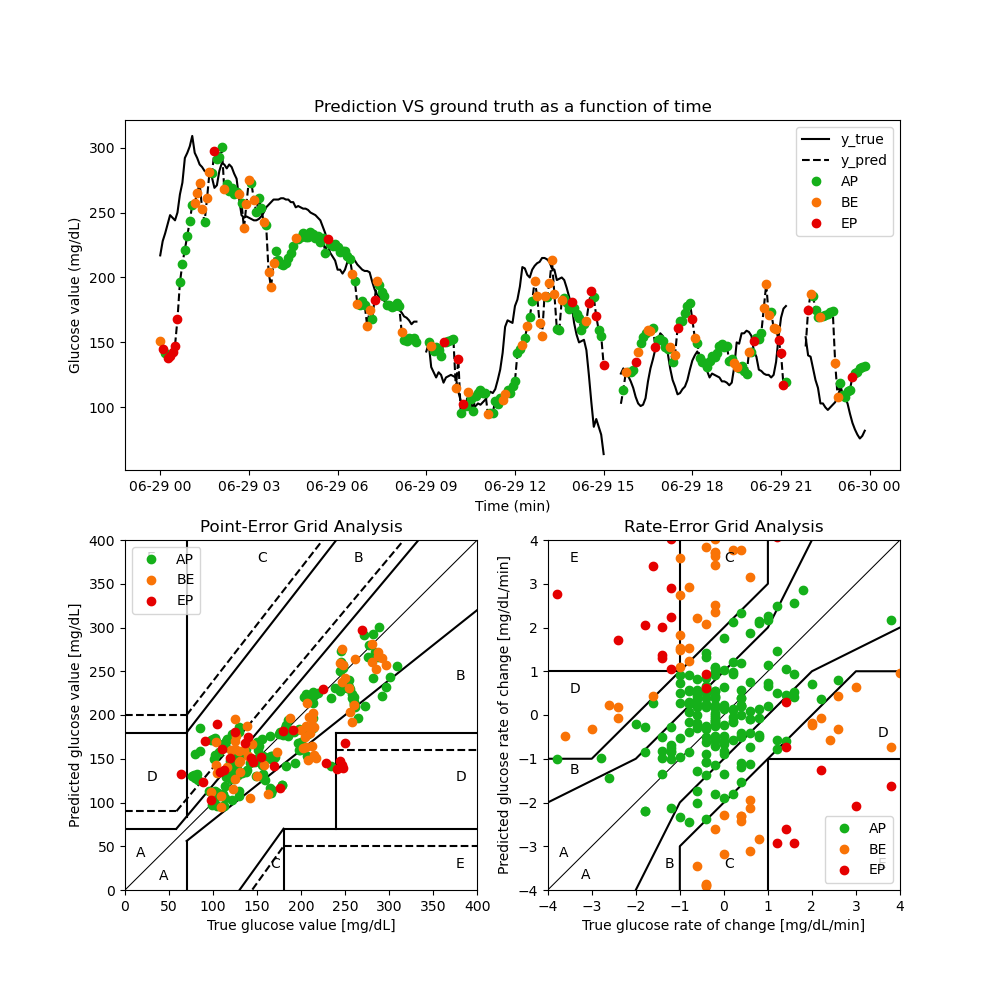 Prediction VS ground truth as a function of time
Glucose value (mg/dL)
300
250
200
150
100
y_true
y_pred
AP
BE
EP
06-29 00 06-29 03 06-29 06 06-29 09 06-29 12 06-29 15 06-29 18 06-29 21 06-30 00
Time (min)
Point-Error Grid Analysis
Predicted glucose value [mg/dL]
400
350
300
250
200
150
100
50
0
AP
BE
EP
E
C
B
B
D
D
A
A
C
E
0 50 100 150 200 250 300 350 400
True glucose value [mg/dL]
Rate-Error Grid Analysis
Predicted glucose rate of change [mg/dL/min]
4
3
2
1
0
−1
−2
−3
−4
E
C
D
D
B
A
A
B
C
E
AP
BE
EP
−4 −3 −2 −1 0 1 2 3 4
True glucose rate of change [mg/dL/min]